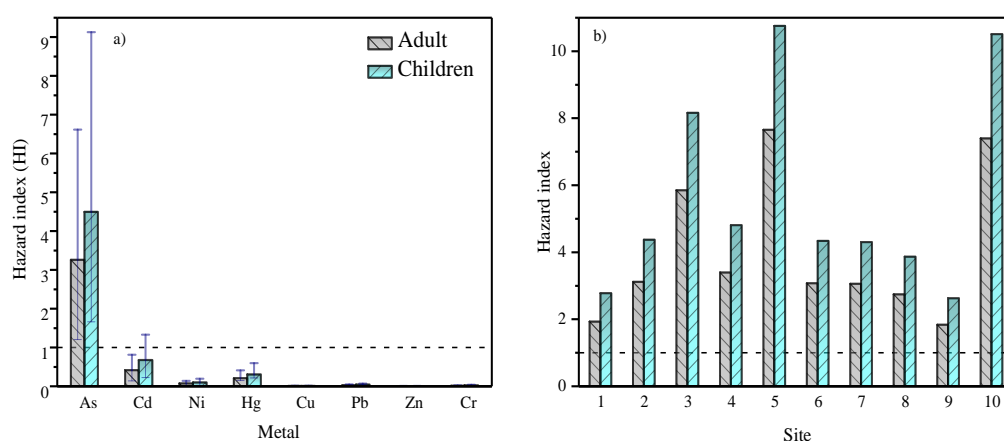 a)
Adult
Children
Hazard index (HI)
9
8
7
6
5
4
3
2
1
0
As Cd Ni Hg Cu Pb Zn Cr
Metal
b)
Hazard index
10
8
6
4
2
0
1 2 3 4 5 6 7 8 9 10
Site